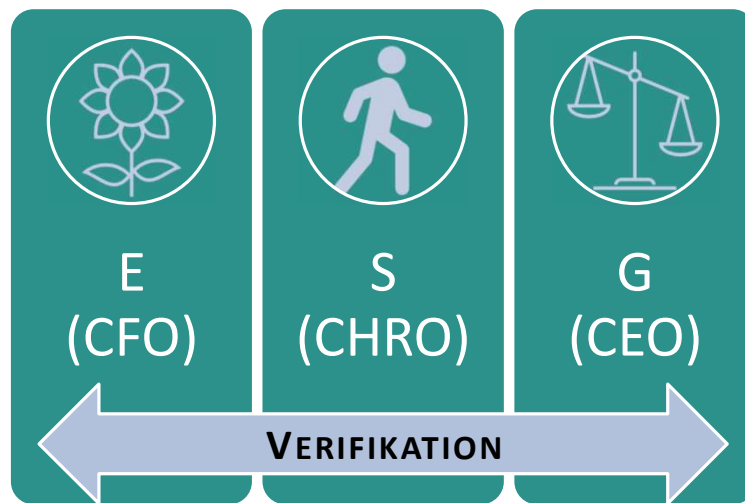 E
(CFO)
S
(CHRO)
G
(CEO)
VERIFIKATION